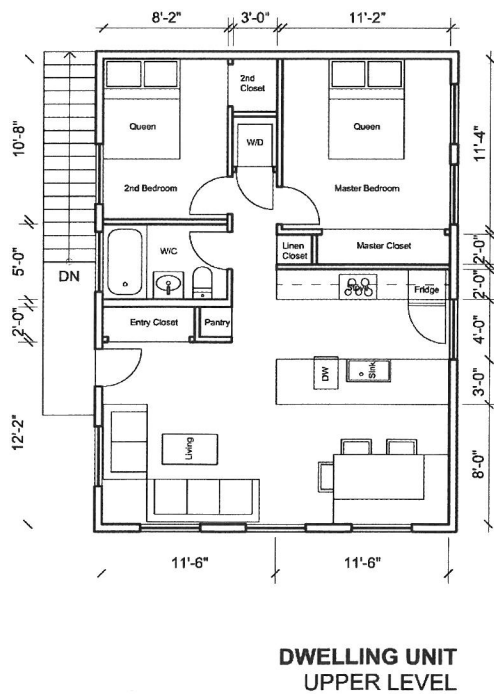 8'-2" 3'-0" 11'-2"
2nd
Closet
Queen
Queen
W/D
10'-8"
11'-4"
2nd Bedroom
Master Bedroom
W/C
Linen
Closet
Master Closet
2'-0"
5'-0"
DN
2'-0"
Fridge
Entry Closet
Pantry
2'-0"
4'-0"
DW
Sink
3'-0"
12'-2"
Living
8'-0"
11'-6" 11'-6"
DWELLING UNIT
UPPER LEVEL